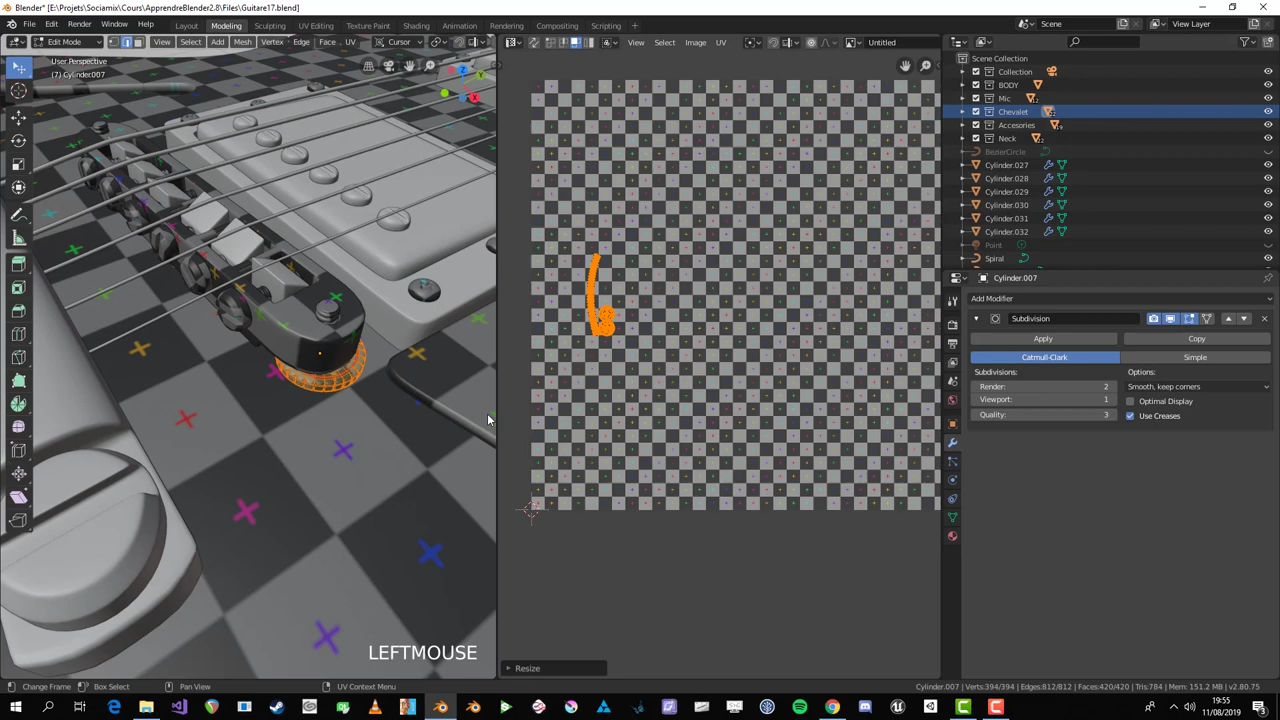 Blender* [E:\Projets\Sociamix\Cours\ApprendreBlender2.8\Files\Guitare17.blend]
File Edit Render Window Help Layout Modeling Sculpting UV Editing Texture Paint Shading Animation Rendering Compositing Scripting Scene View Layer
Edit Mode View Select Add Mesh Vertex Edge Face UV Cursor View Select Image UV Untitled
User Perspective
(7) Cylinder.007
Scene Collection
Collection
BODY
Mic
Chevalet
Accesories
Neck
BezierCircle
Cylinder.027
Cylinder.028
Cylinder.029
Cylinder.030
Cylinder.031
Cylinder.032
Point
Spiral
Cylinder.007
Add Modifier
Subdivision
Apply Copy
Catmull-Clark Simple
Subdivisions: Options:
Render: 2 Smooth, keep corners
Viewport: 1 Optimal Display
Quality: 3 Use Creases
LEFTMOUSE
Resize
Change Frame Box Select Pan View UV Context Menu Cylinder.007 | Verts:394/394 | Edges:812/812 | Faces:420/420 | Tris:784 | Mem: 151.2 MB | v2.80.75
19:55
11/08/2019